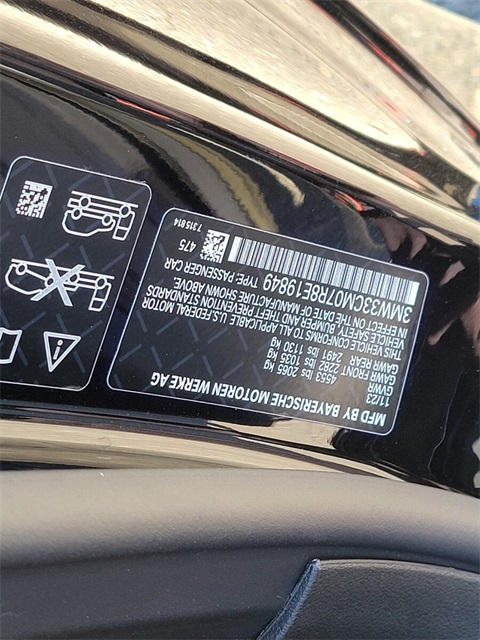 MFD BY BAYERISCHE MOTOREN WERKE AG
11/23
GVWR 4553 lbs 2065 kg
GAWR FRONT 2282 lbs 1035 kg
GAWR REAR 2491 lbs 1130 kg
THIS VEHICLE CONFORMS TO ALL APPLICABLE U.S. FEDERAL MOTOR
VEHICLE SAFETY, BUMPER AND THEFT PREVENTION STANDARDS
IN EFFECT ON THE DATE OF MANUFACTURE SHOWN ABOVE.
3MW33CM07R8E19849 TYPE: PASSENGER CAR
475
7315814